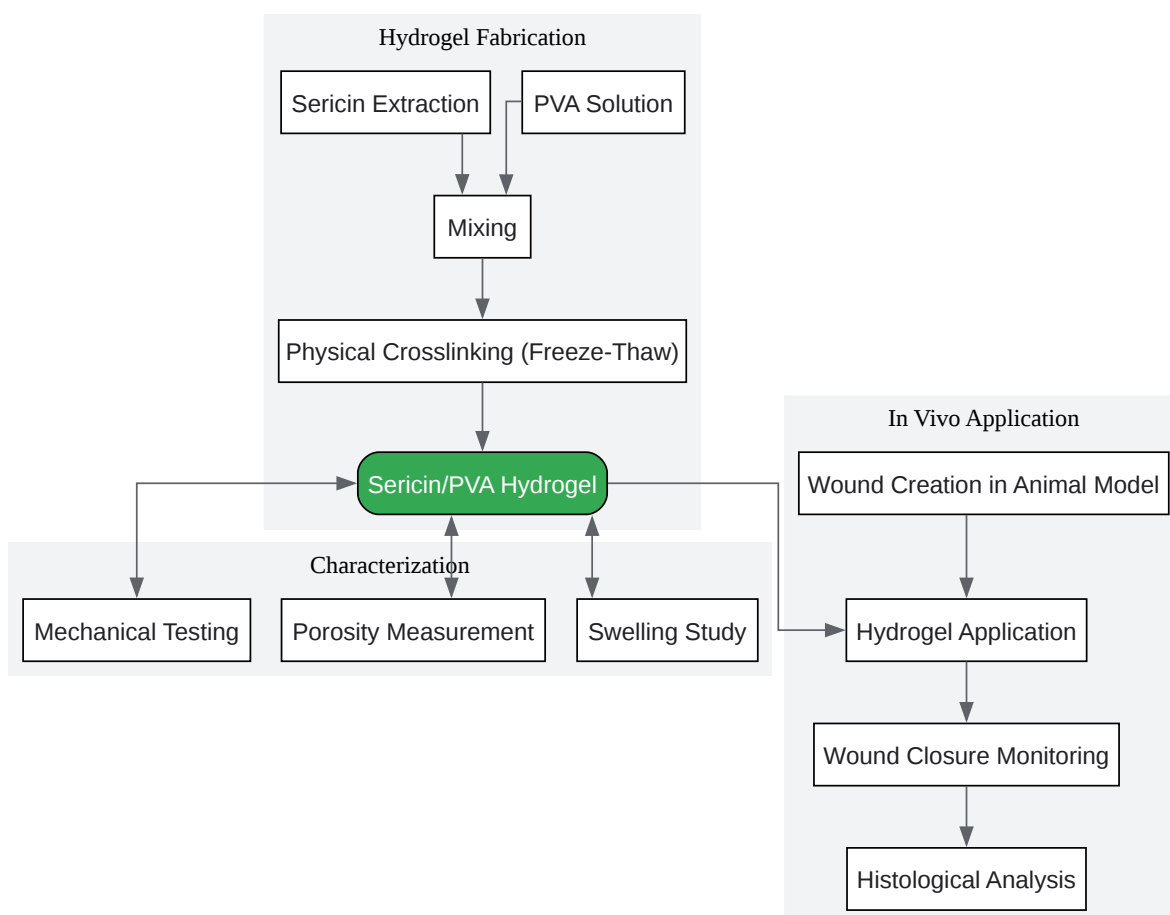 Hydrogel Fabrication
Sericin Extraction
PVA Solution
Mixing
Physical Crosslinking (Freeze-Thaw)
Sericin/PVA Hydrogel
Characterization
Mechanical Testing
Porosity Measurement
Swelling Study
In Vivo Application
Wound Creation in Animal Model
Hydrogel Application
Wound Closure Monitoring
Histological Analysis